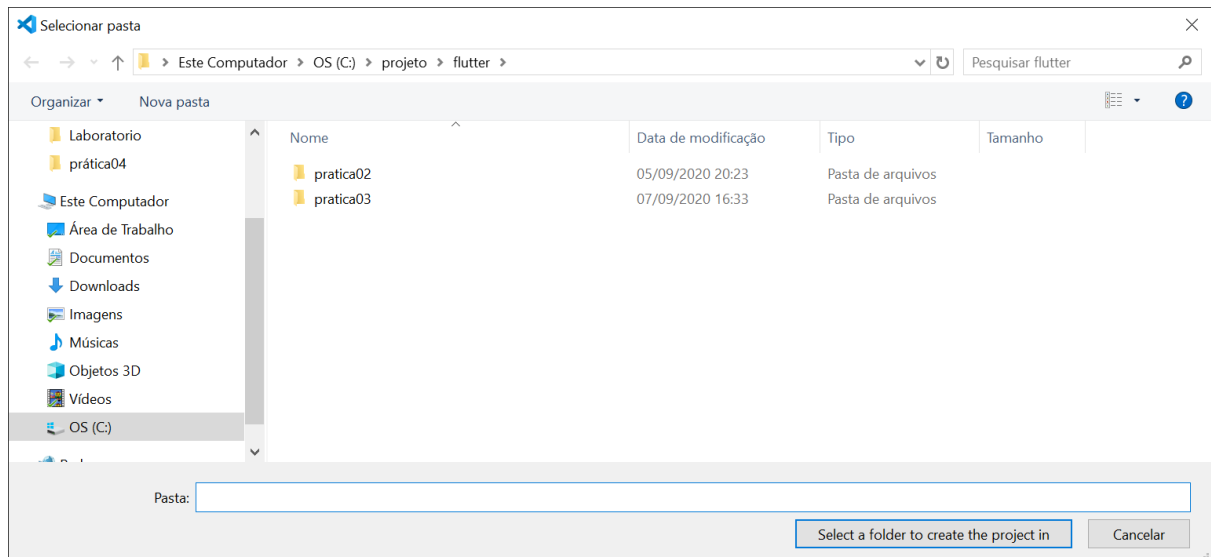 Selecionar pasta
Este Computador > OS (C:) > projeto > flutter >
Pesquisar flutter
Organizar
Nova pasta
Laboratorio
prática04
Este Computador
Área de Trabalho
Documentos
Downloads
Imagens
Músicas
Objetos 3D
Vídeos
OS (C:)
Nome Data de modificação Tipo Tamanho
pratica02 05/09/2020 20:23 Pasta de arquivos
pratica03 07/09/2020 16:33 Pasta de arquivos
Pasta:
Select a folder to create the project in
Cancelar